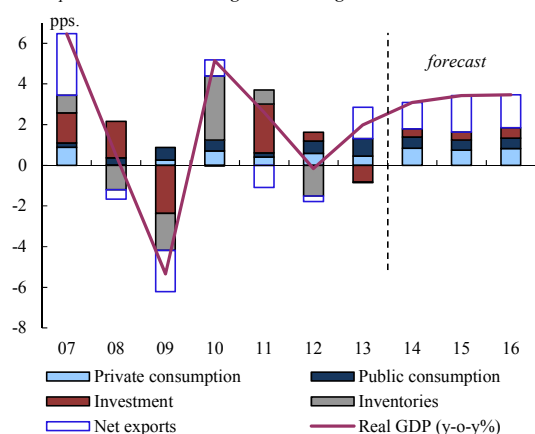 pps.
6
4
2
0
-2
-4
-6
-8
forecast
07 08 09 10 11 12 13 14 15 16
Private consumption Public consumption
Investment Inventories
Net exports Real GDP (y-o-y%)